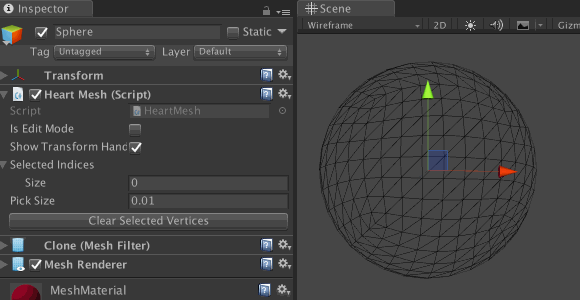 Inspector
Sphere
Static
Tag Untagged Layer Default
Transform
Heart Mesh (Script)
Script HeartMesh
Is Edit Mode
Show Transform Hand
Selected Indices
Size 0
Pick Size 0.01
Clear Selected Vertices
Clone (Mesh Filter)
Mesh Renderer
MeshMaterial
Scene
Wireframe 2D Gizm